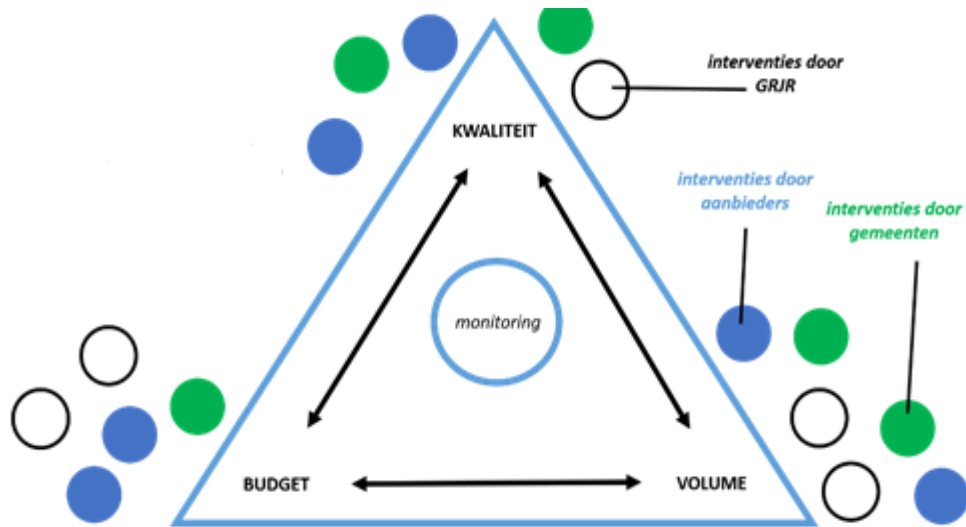 interventies door
GRJR
KWALITEIT
interventies door
aanbieders
interventies door
gemeenten
monitoring
BUDGET
VOLUME